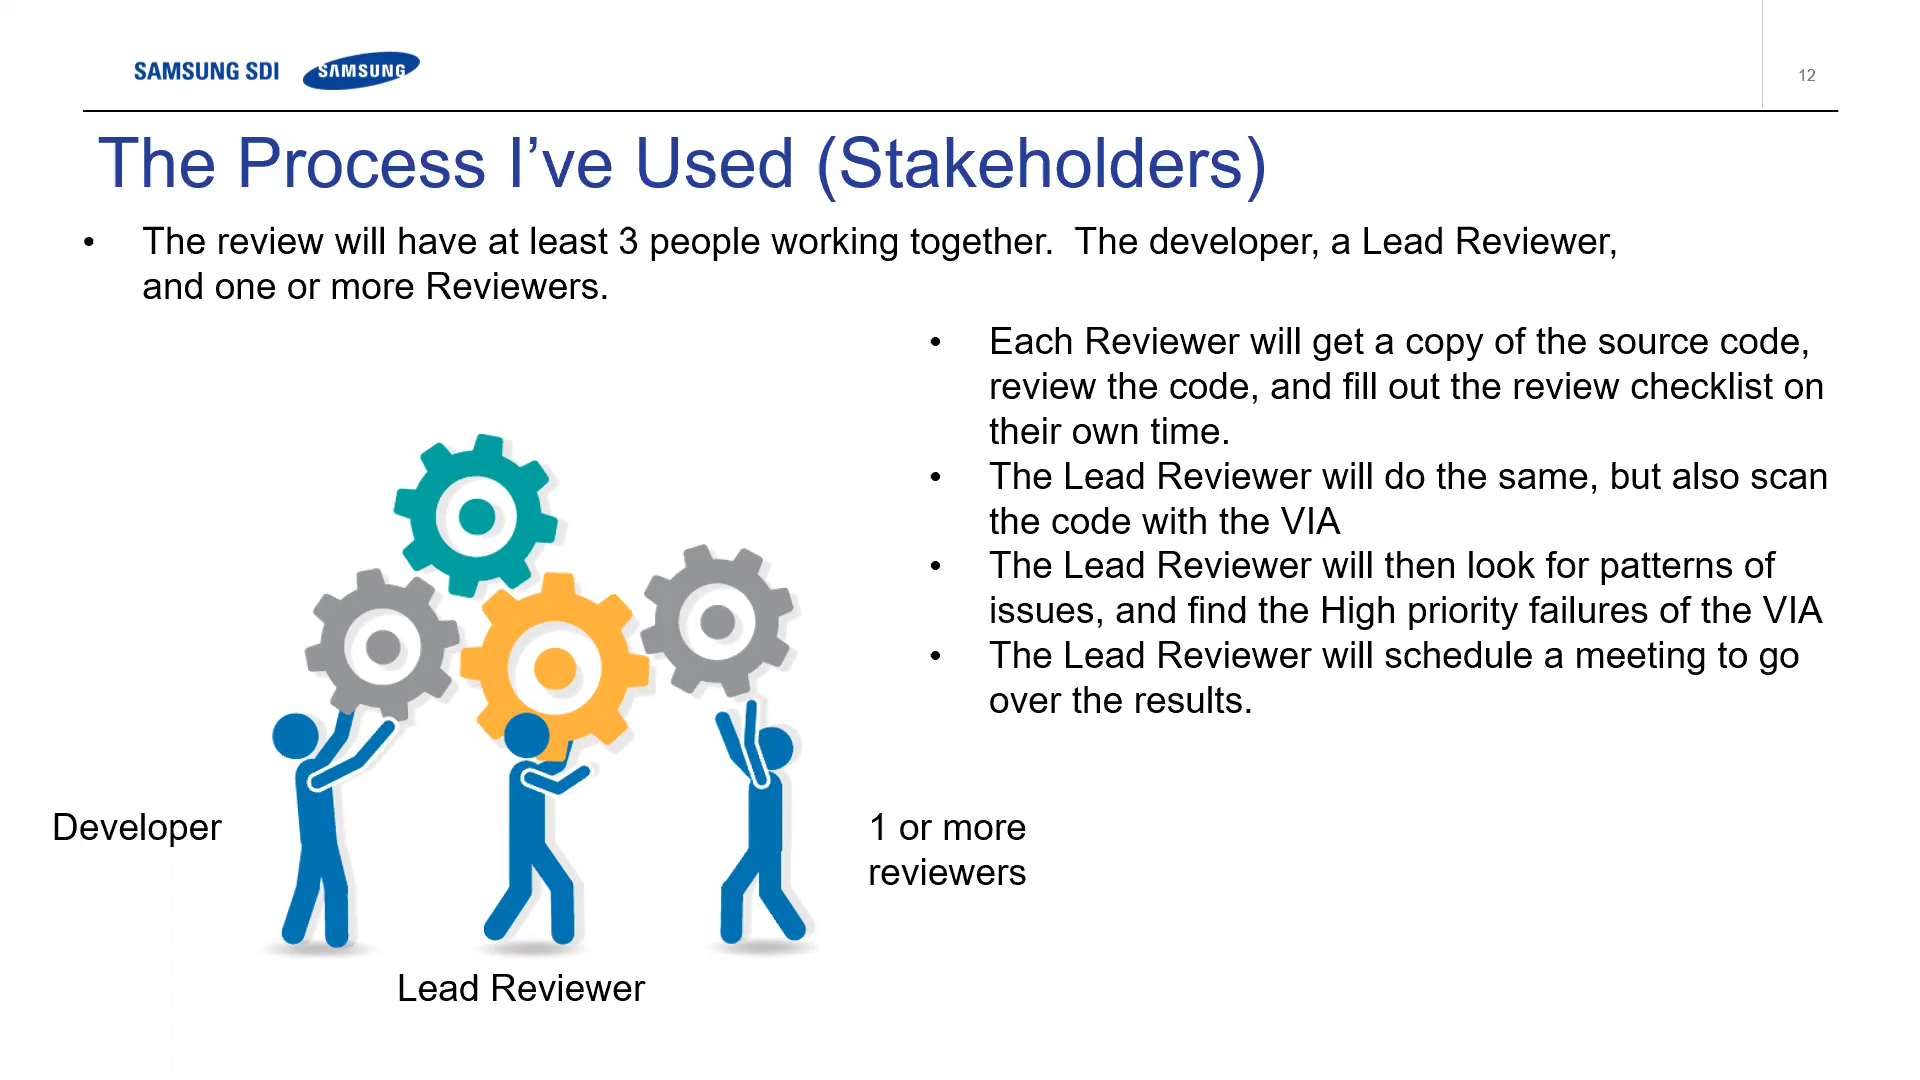 SAMSUNG SDI SAMSUNG
12
The Process I’ve Used (Stakeholders)
• The review will have at least 3 people working together.  The developer, a Lead Reviewer,
and one or more Reviewers.
• Each Reviewer will get a copy of the source code,
review the code, and fill out the review checklist on
their own time.
• The Lead Reviewer will do the same, but also scan
the code with the VIA
• The Lead Reviewer will then look for patterns of
issues, and find the High priority failures of the VIA
• The Lead Reviewer will schedule a meeting to go
over the results.
Developer
1 or more
reviewers
Lead Reviewer